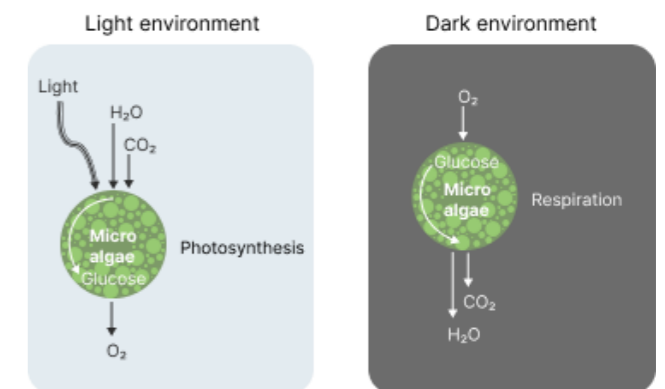 Light environment
Light
H₂O
CO₂
Micro
algae
Glucose
Photosynthesis
O₂
Dark environment
O₂
Glucose
Micro
algae
Respiration
CO₂
H₂O